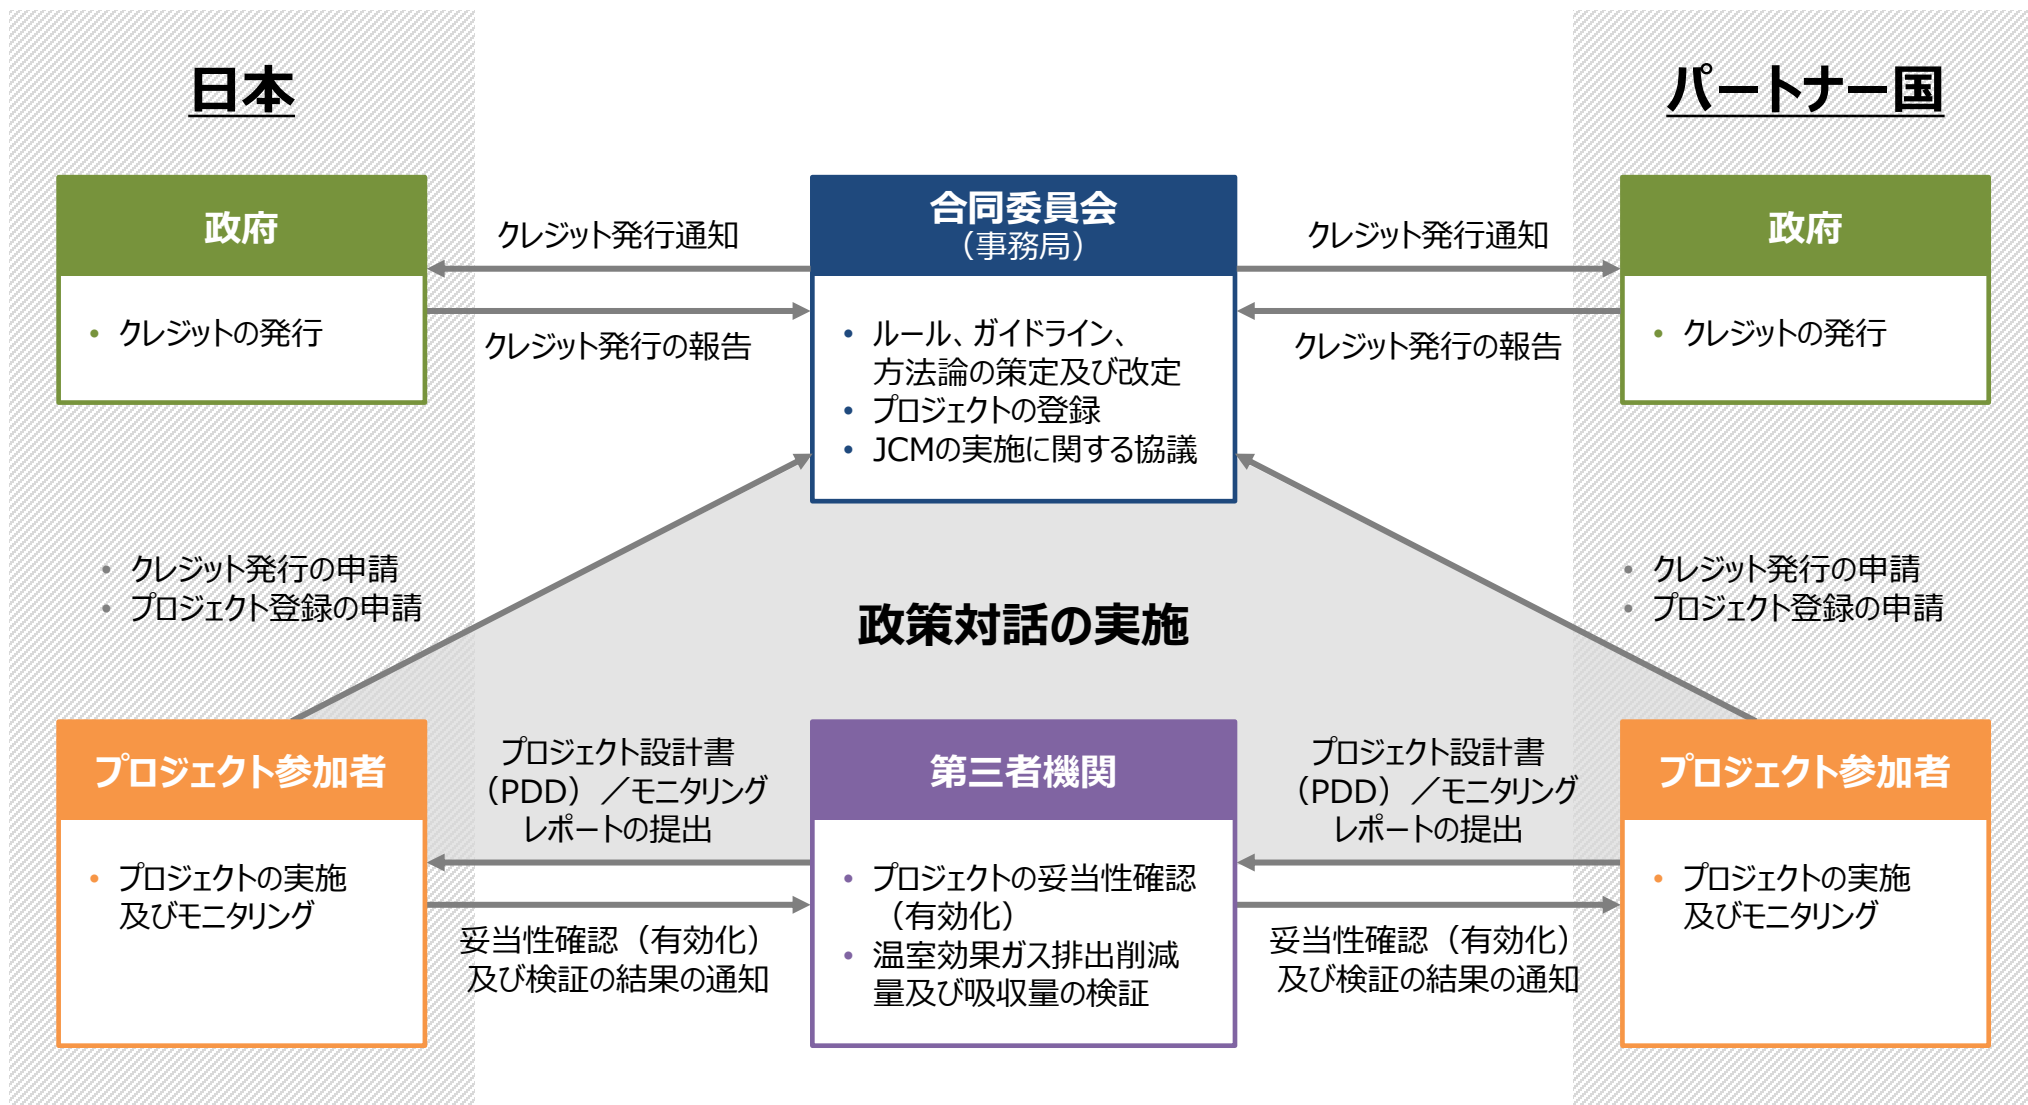 日本
パートナー国
政府
クレジット発行通知
合同委員会
（事務局）
クレジット発行通知
政府
• クレジットの発行
クレジット発行の報告
• ルール、ガイドライン、
方法論の策定及び改定
• プロジェクトの登録
• JCMの実施に関する協議
クレジット発行の報告
• クレジットの発行
• クレジット発行の申請
• プロジェクト登録の申請
政策対話の実施
• クレジット発行の申請
• プロジェクト登録の申請
プロジェクト参加者
• プロジェクトの実施
及びモニタリング
プロジェクト設計書
（PDD）／モニタリング
レポートの提出
妥当性確認（有効化）
及び検証の結果の通知
第三者機関
• プロジェクトの妥当性確認
（有効化）
• 温室効果ガス排出削減
量及び吸収量の検証
プロジェクト設計書
（PDD）／モニタリング
レポートの提出
妥当性確認（有効化）
及び検証の結果の通知
プロジェクト参加者
• プロジェクトの実施
及びモニタリング